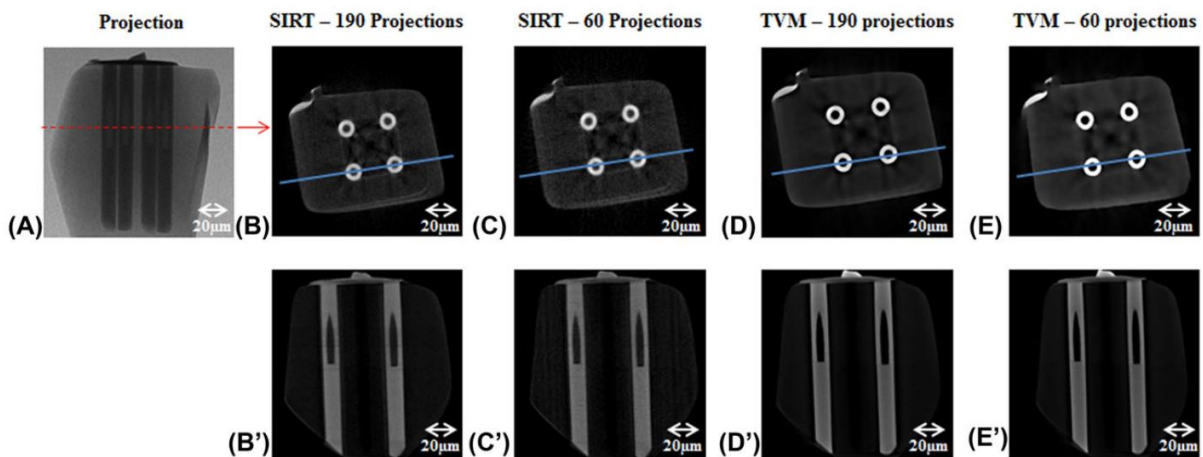 Projection
SIRT – 190 Projections
SIRT – 60 Projections
TVM – 190 projections
TVM – 60 projections
(A)
20µm
(B)
20µm
(C)
20µm
(D)
20µm
(E)
20µm
(B’)
20µm
(C’)
20µm
(D’)
20µm
(E’)
20µm